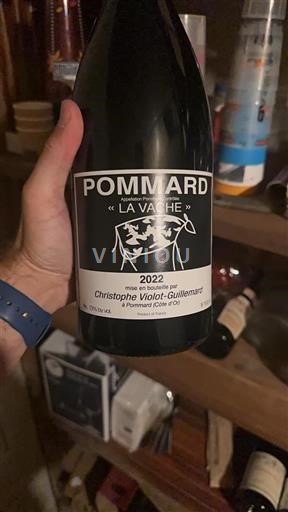 POMMARD
Appellation Pommard Contrôlée
« LA VACHE »
VIVIOU
2022
mise en bouteille par
Christophe Violot-Guillemard
à Pommard (Côte d'Or)
Product of France